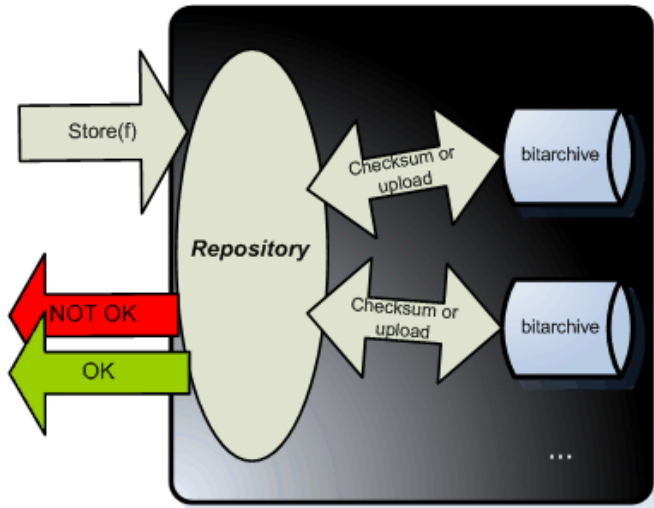 Store(f)
Checksum or
upload
bitarchive
Repository
NOT OK
Checksum or
upload
bitarchive
OK
...